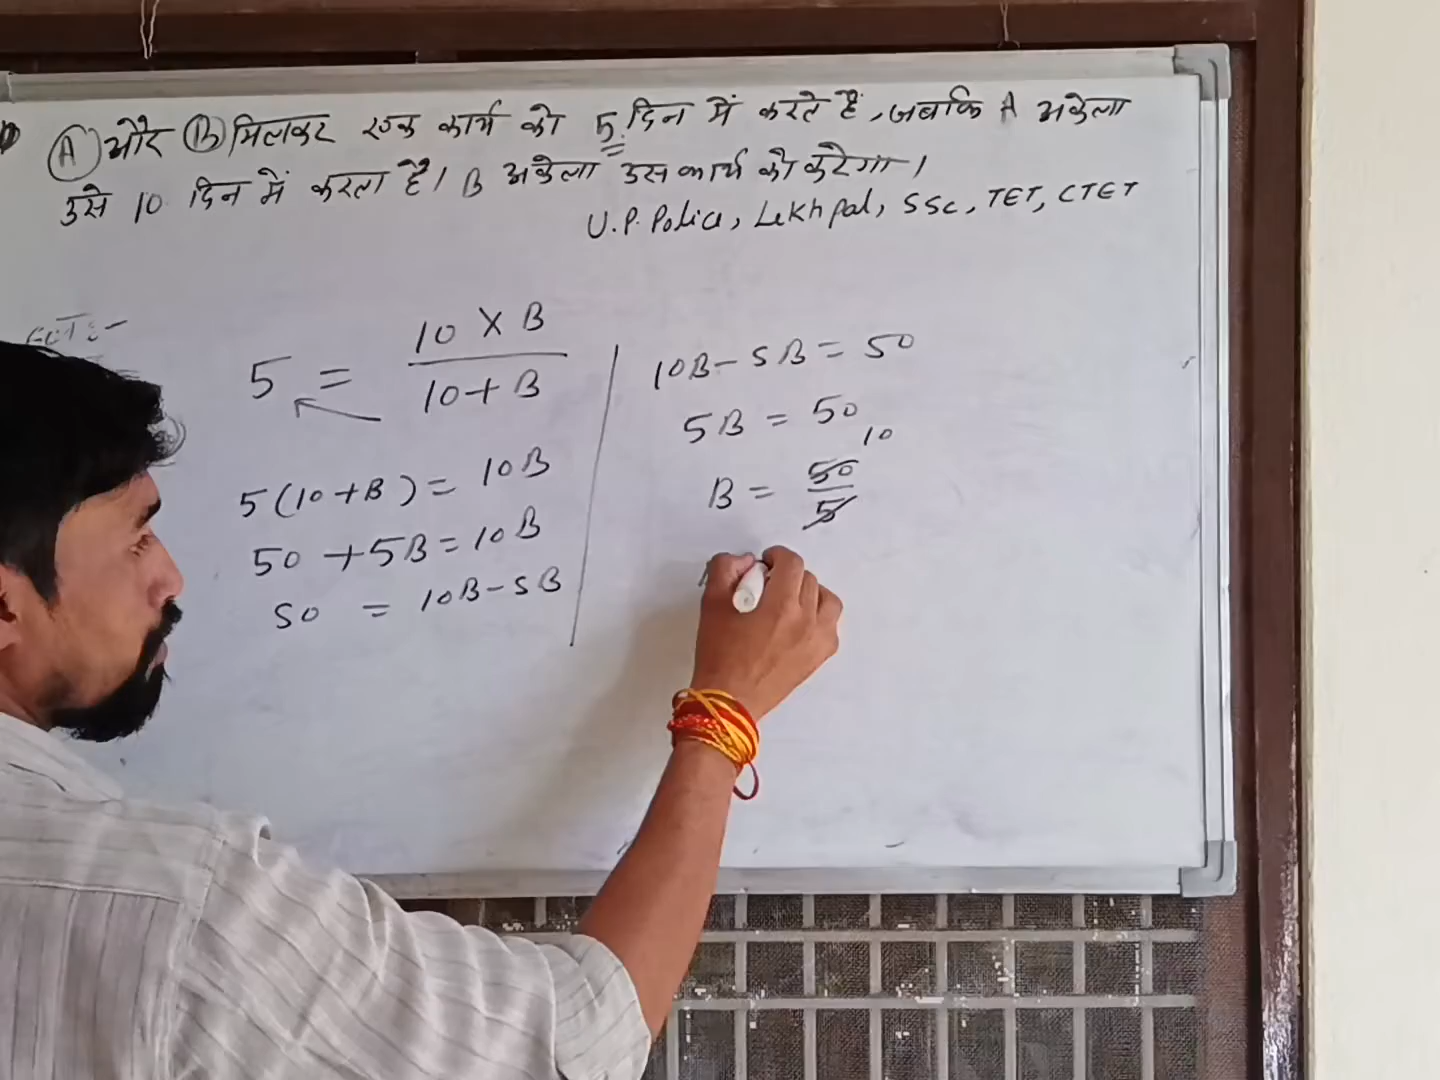 A और B मिलकर एक कार्य को 5 दिन में करते हैं, जबकि A अकेला
उसे 10 दिन में करता है। B अकेला उस कार्य को करेगा।
U.P. Police, Lekhpal, SSC, TET, CTET
5 = 10 X B / 10 + B
5(10+B) = 10B
50 + 5B = 10B
50 = 10B - 5B
10B - 5B = 50
5B = 50
B = 50/5 10